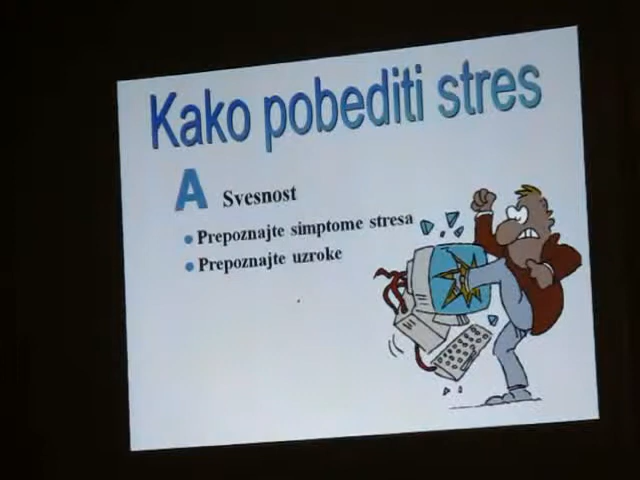 Kako pobediti stres
A Svesnost
Prepoznajte simptome stresa
Prepoznajte uzroke